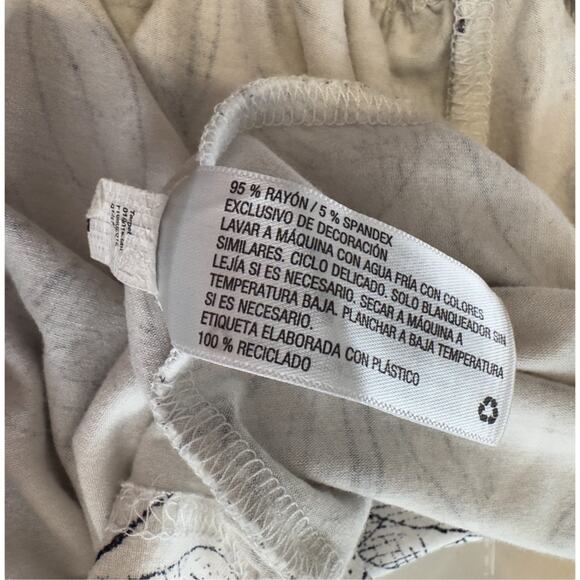 95 % RAYÓN / 5 % SPANDEX
EXCLUSIVO DE DECORACIÓN
LAVAR A MÁQUINA CON AGUA FRÍA CON COLORES
SIMILARES. CICLO DELICADO. SOLO BLANQUEADOR SIN
LEJÍA SI ES NECESARIO. SECAR A MÁQUINA A
TEMPERATURA BAJA. PLANCHAR A BAJA TEMPERATURA
SI ES NECESARIO.
ETIQUETA ELABORADA CON PLÁSTICO
100 % RECICLADO
Target